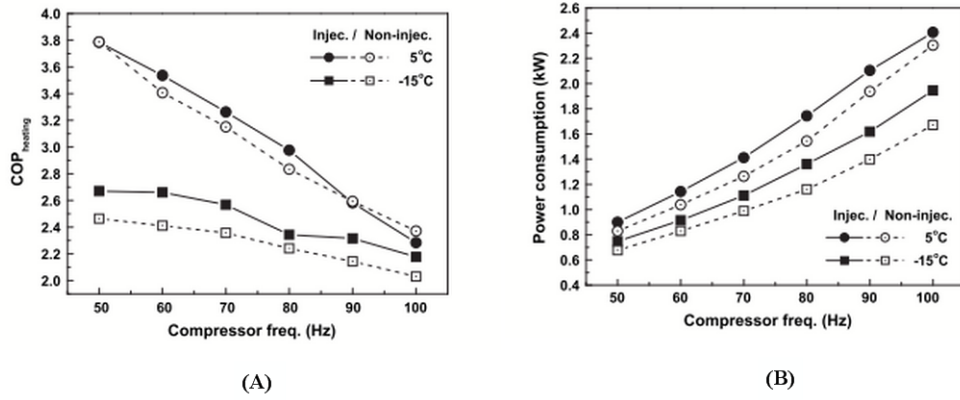 4.0
3.8
3.6
3.4
3.2
3.0
2.8
2.6
2.4
2.2
2.0
COPheating
Injec. / Non-injec.
5°C
-15°C
50 60 70 80 90 100
Compressor freq. (Hz)
(A)
2.6
2.4
2.2
2.0
1.8
1.6
1.4
1.2
1.0
0.8
0.6
0.4
Power consumption (kW)
Injec. / Non-injec.
5°C
-15°C
50 60 70 80 90 100
Compressor freq. (Hz)
(B)